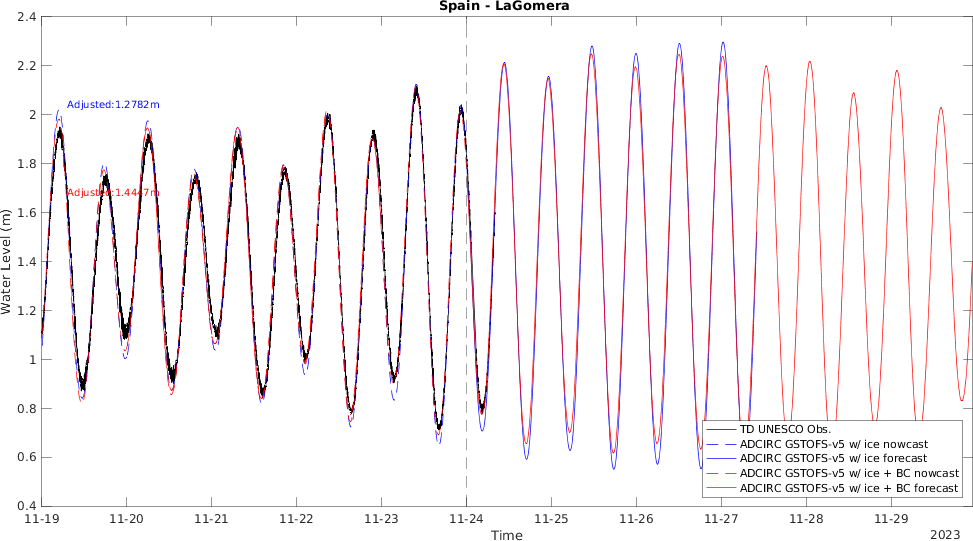 Spain - LaGomera
2.4
2.2
2
1.8
1.6
1.4
1.2
1
0.8
0.6
0.4
Water Level (m)
Adjusted:1.2782m
Adjusted:1.4447m
TD UNESCO Obs.
ADCIRC GSTOFS-v5 w/ ice nowcast
ADCIRC GSTOFS-v5 w/ ice forecast
ADCIRC GSTOFS-v5 w/ ice + BC nowcast
ADCIRC GSTOFS-v5 w/ ice + BC forecast
11-19 11-20 11-21 11-22 11-23 11-24 11-25 11-26 11-27 11-28 11-29
Time
2023